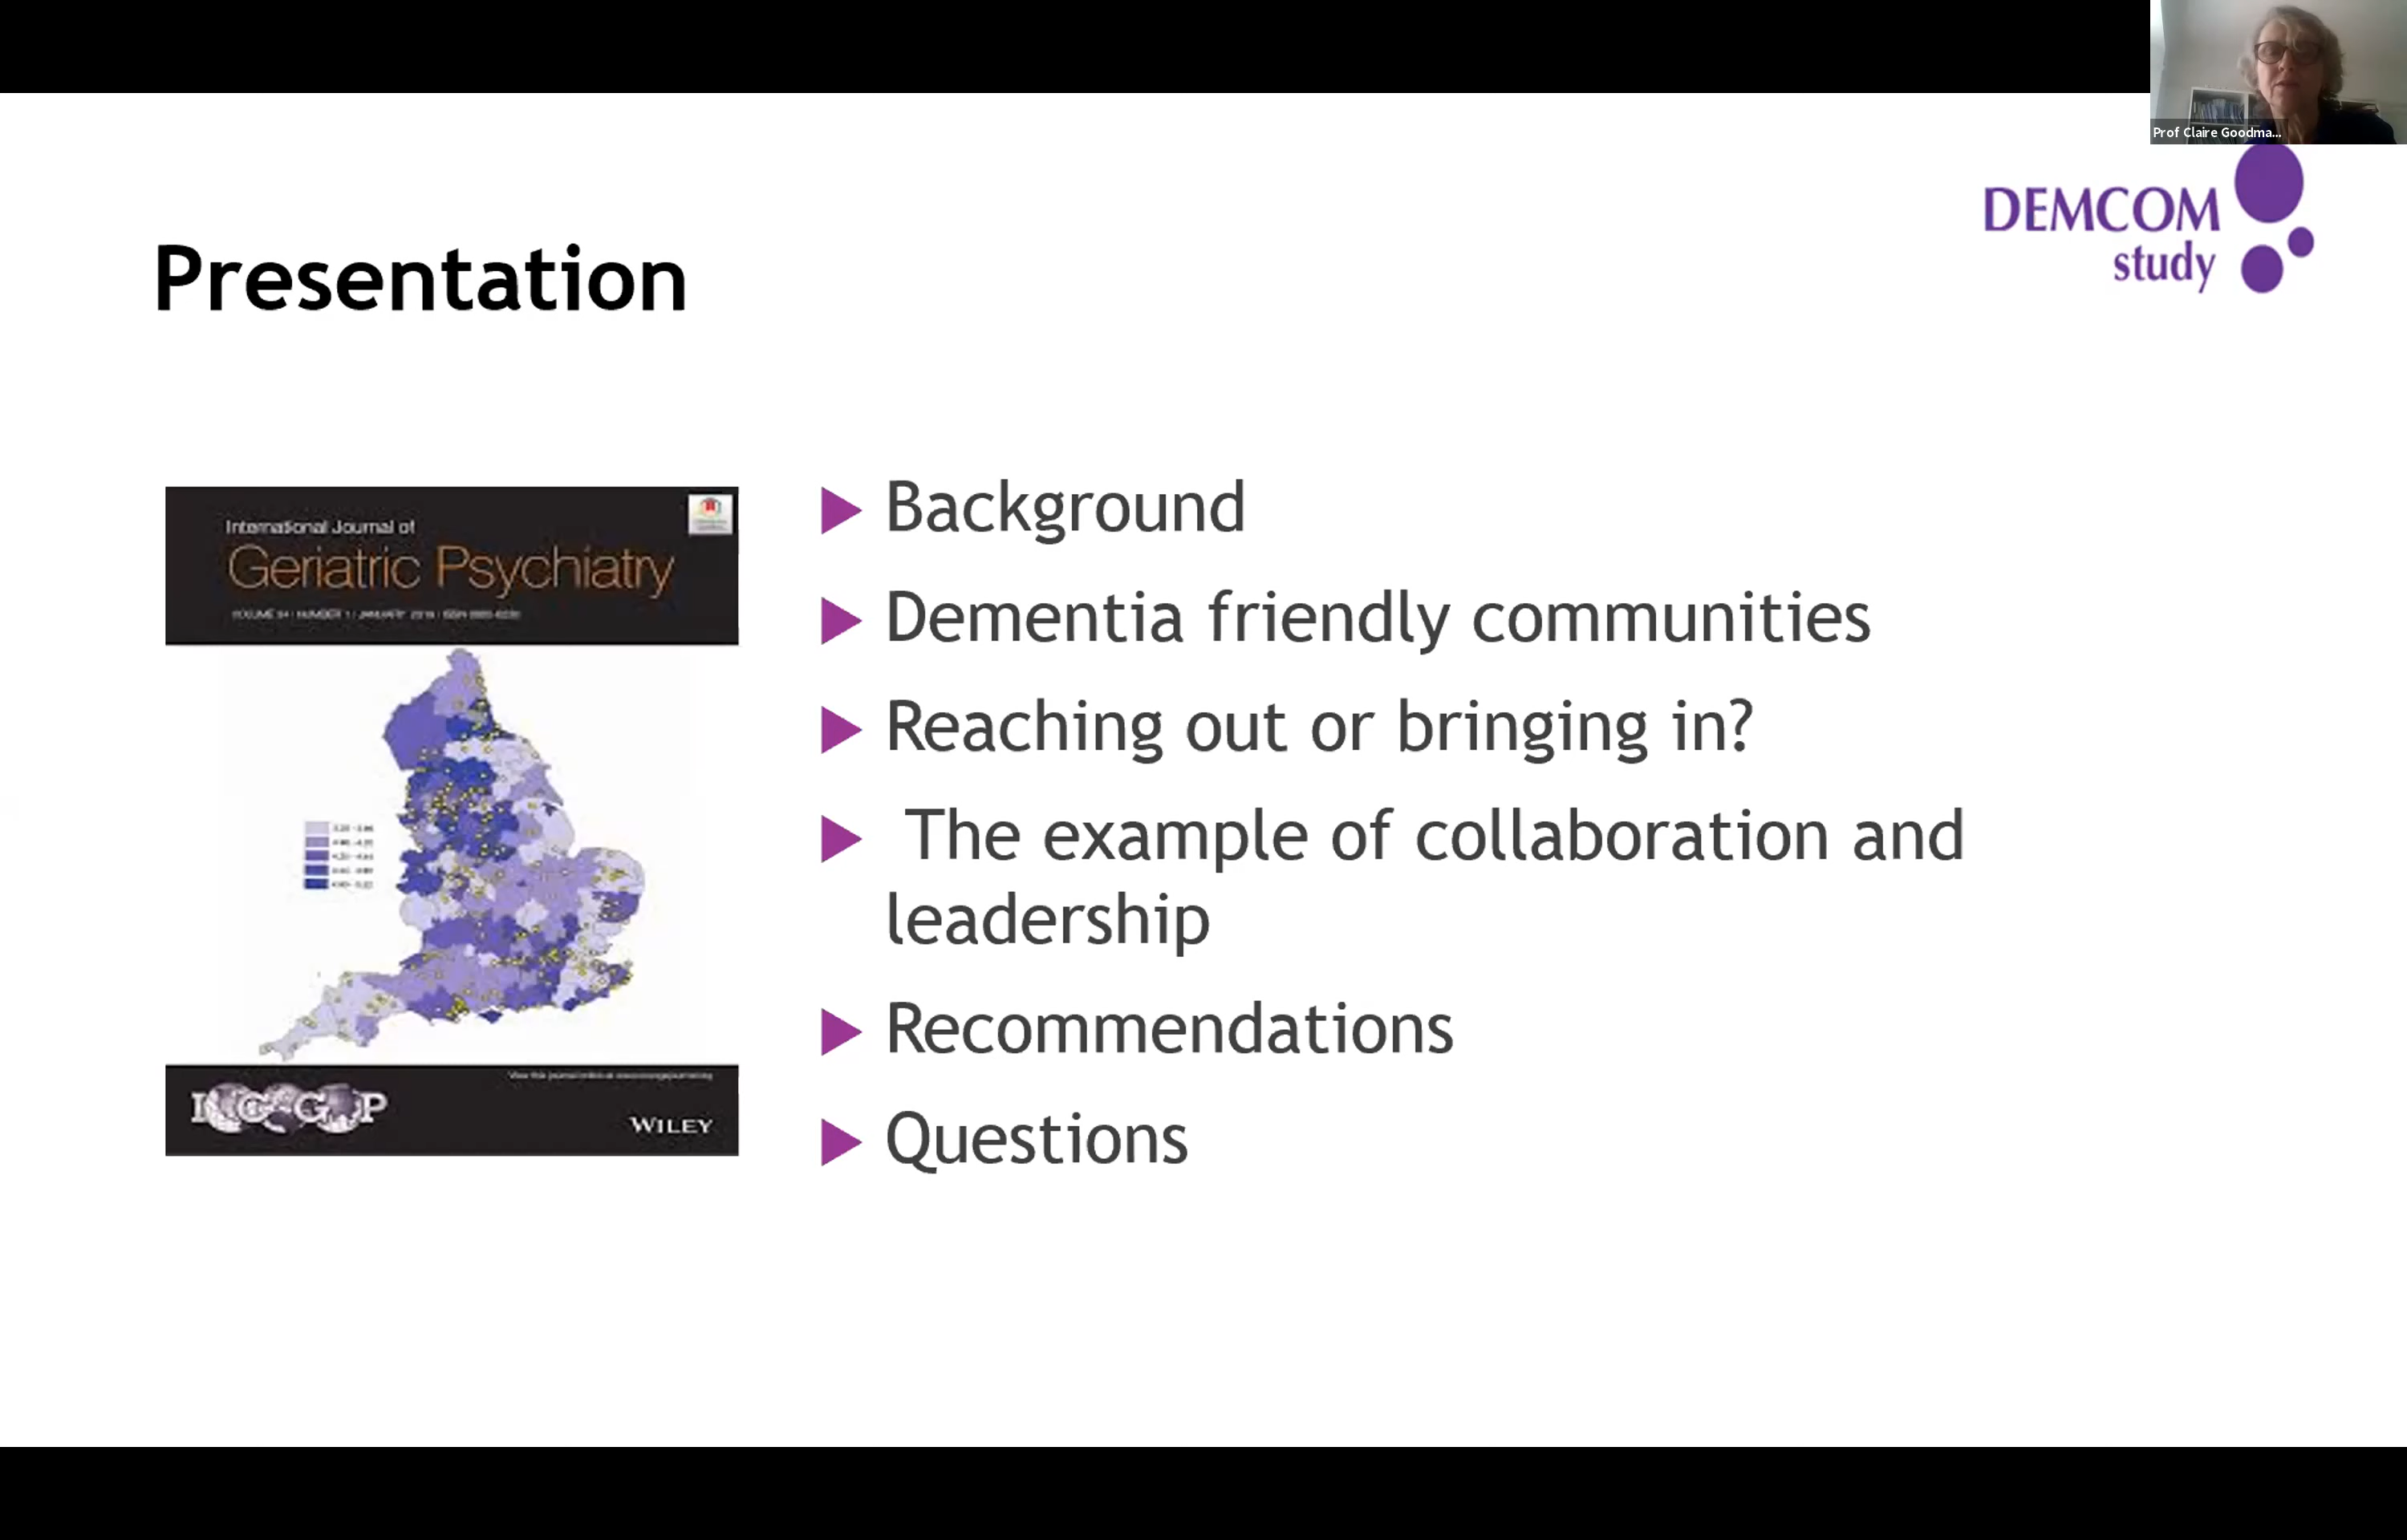 Prof Claire Goodma...
DEMCOM
study
Presentation
International Journal of
Geriatric Psychiatry
Background
Dementia friendly communities
Reaching out or bringing in?
The example of collaboration and
leadership
Recommendations
Questions
WILEY